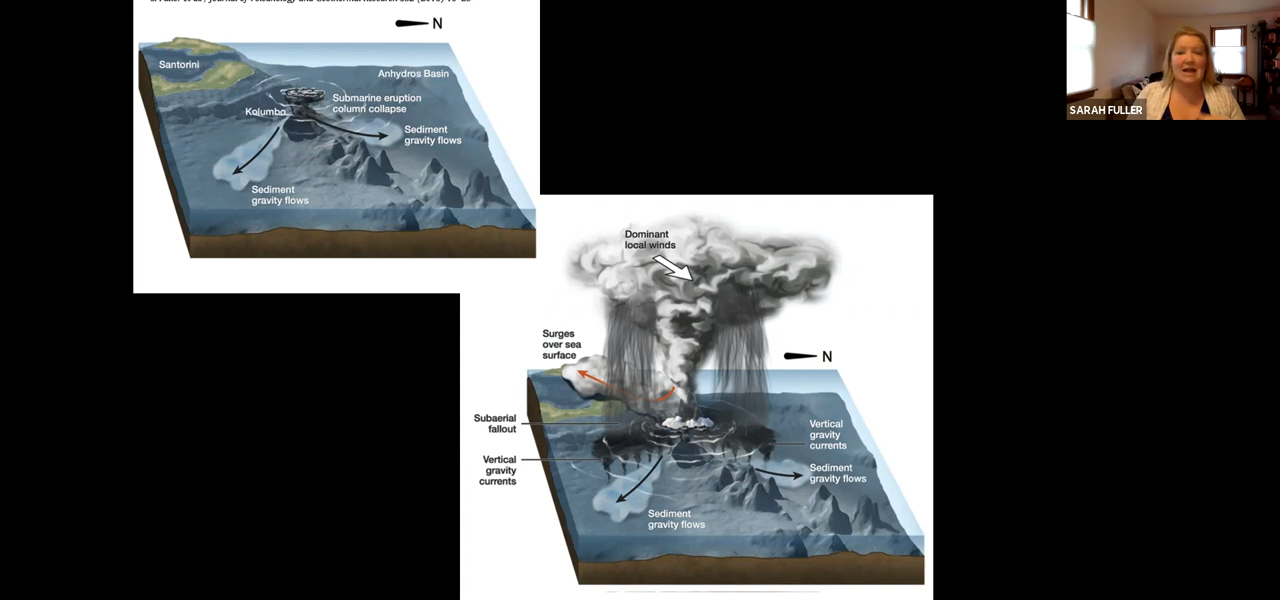 N
Santorini
Anhydros Basin
Submarine eruption
column collapse
Kolumbo
Sediment
gravity flows
Sediment
gravity flows
SARAH FULLER
Dominant
local winds
Surges
over sea
surface
N
Subaerial
fallout
Vertical
gravity
currents
Vertical
gravity
currents
Sediment
gravity flows
Sediment
gravity flows